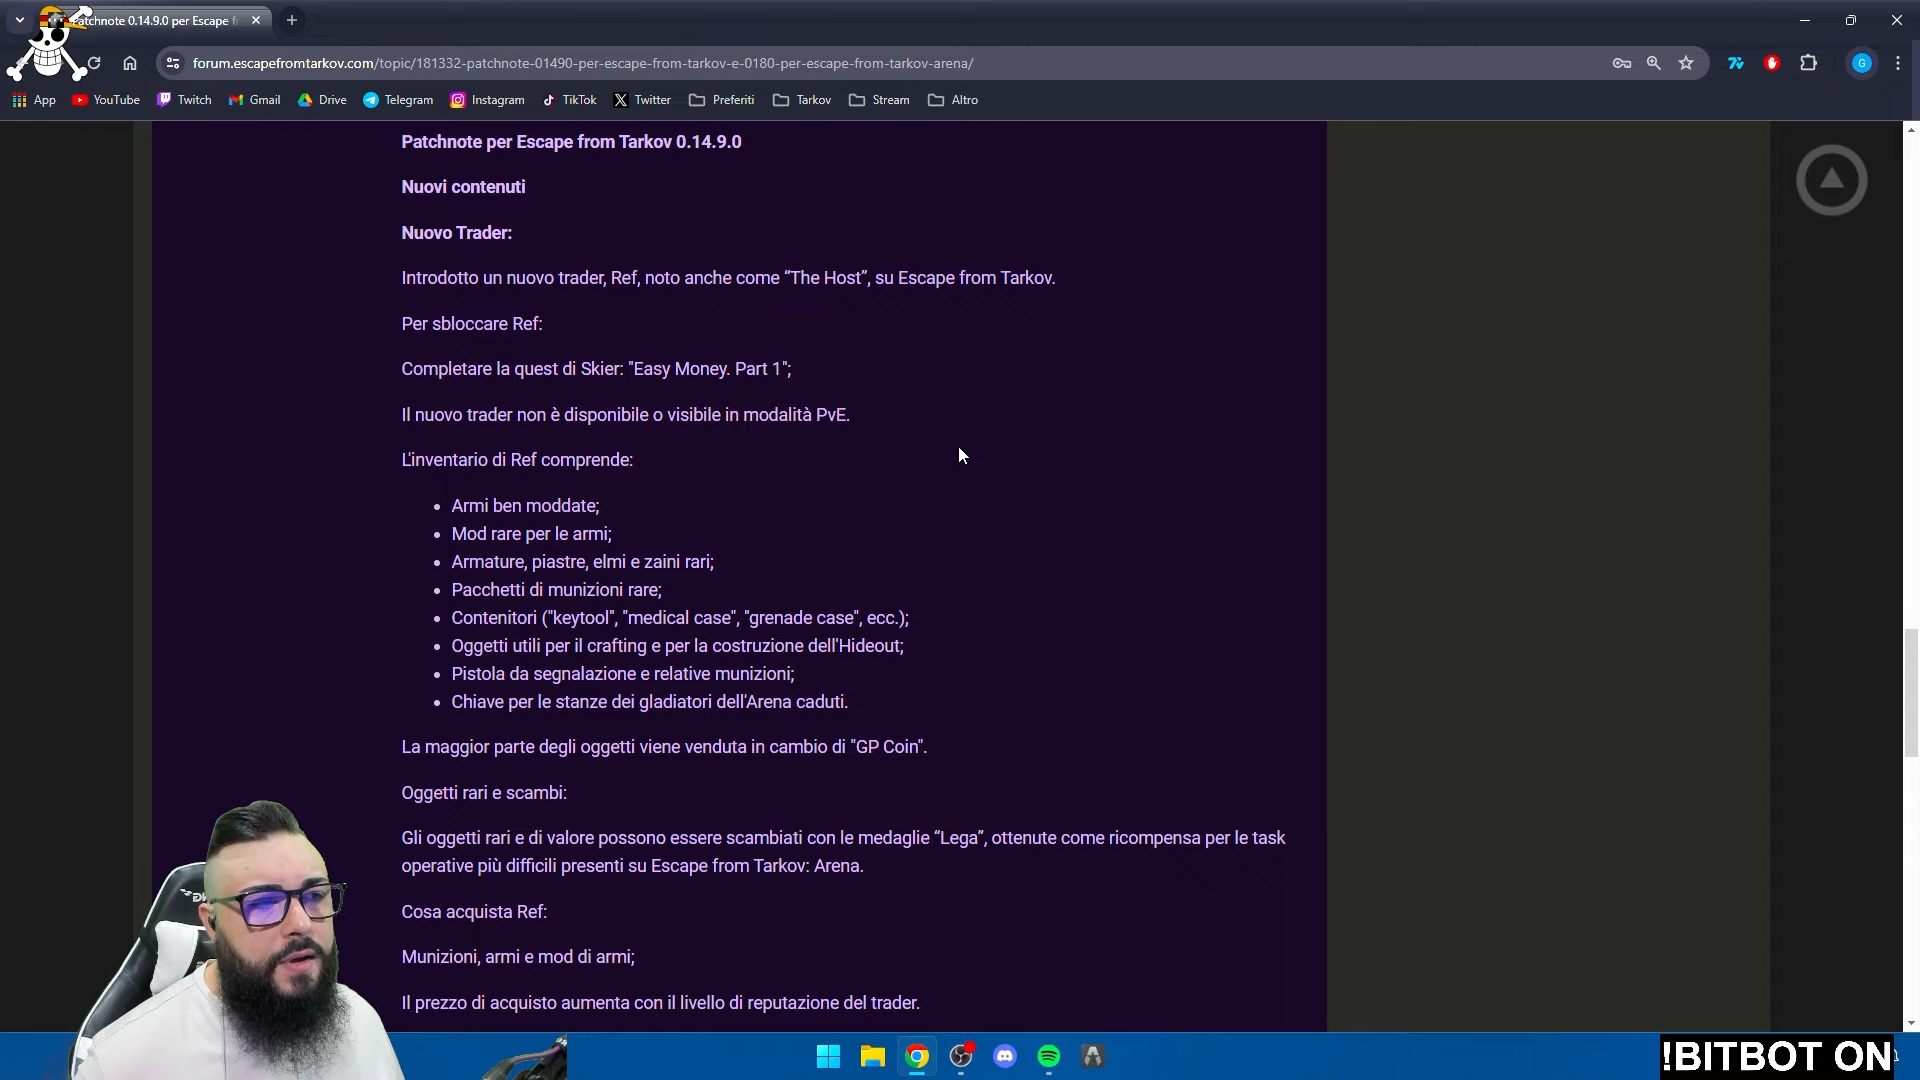 Patchnote 0.14.9.0 per Escape f
forum.escapefromtarkov.com/topic/181332-patchnote-01490-per-escape-from-tarkov-e-0180-per-escape-from-tarkov-arena/
G
App YouTube Twitch Gmail Drive Telegram Instagram TikTok Twitter Preferiti Tarkov Stream Altro
Patchnote per Escape from Tarkov 0.14.9.0
Nuovi contenuti
Nuovo Trader:
Introdotto un nuovo trader, Ref, noto anche come “The Host”, su Escape from Tarkov.
Per sbloccare Ref:
Completare la quest di Skier: "Easy Money. Part 1";
Il nuovo trader non è disponibile o visibile in modalità PvE.
L'inventario di Ref comprende:
• Armi ben moddate;
• Mod rare per le armi;
• Armature, piastre, elmi e zaini rari;
• Pacchetti di munizioni rare;
• Contenitori ("keytool", "medical case", "grenade case", ecc.);
• Oggetti utili per il crafting e per la costruzione dell'Hideout;
• Pistola da segnalazione e relative munizioni;
• Chiave per le stanze dei gladiatori dell'Arena caduti.
La maggior parte degli oggetti viene venduta in cambio di "GP Coin".
Oggetti rari e scambi:
Gli oggetti rari e di valore possono essere scambiati con le medaglie “Lega”, ottenute come ricompensa per le task
operative più difficili presenti su Escape from Tarkov: Arena.
Cosa acquista Ref:
Munizioni, armi e mod di armi;
Il prezzo di acquisto aumenta con il livello di reputazione del trader.
!BITBOT ON